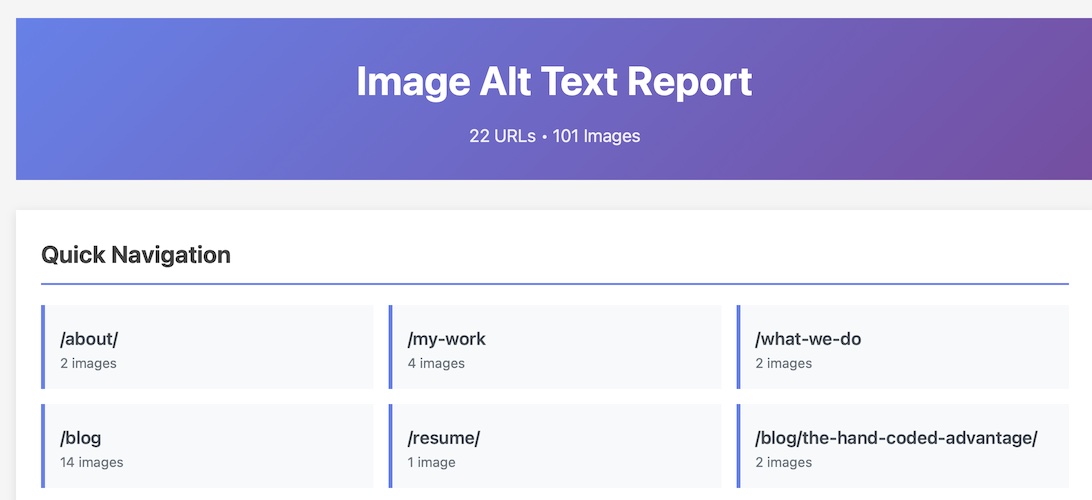 Image Alt Text Report
22 URLs • 101 Images
Quick Navigation
/about/
2 images
/my-work
4 images
/what-we-do
2 images
/blog
14 images
/resume/
1 image
/blog/the-hand-coded-advantage/
2 images